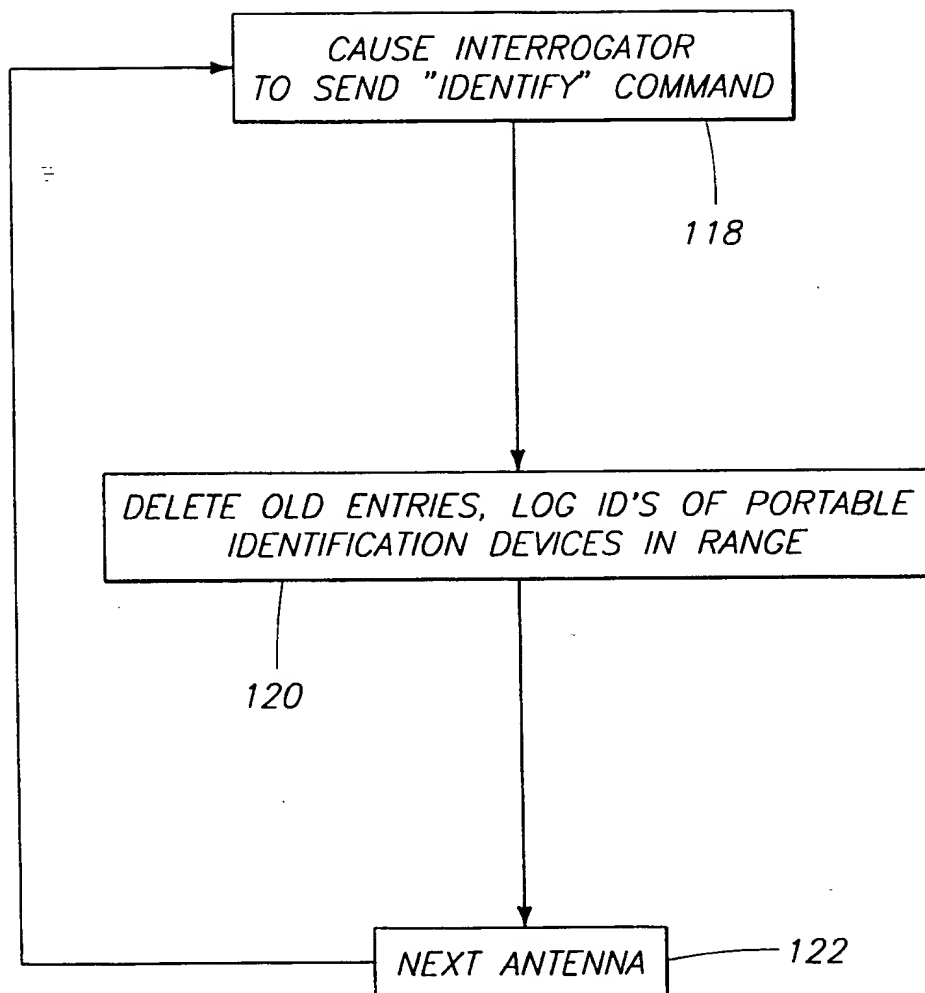 CAUSE INTERROGATOR
TO SEND "IDENTIFY" COMMAND
118
DELETE OLD ENTRIES, LOG ID'S OF PORTABLE
IDENTIFICATION DEVICES IN RANGE
120
NEXT ANTENNA
122